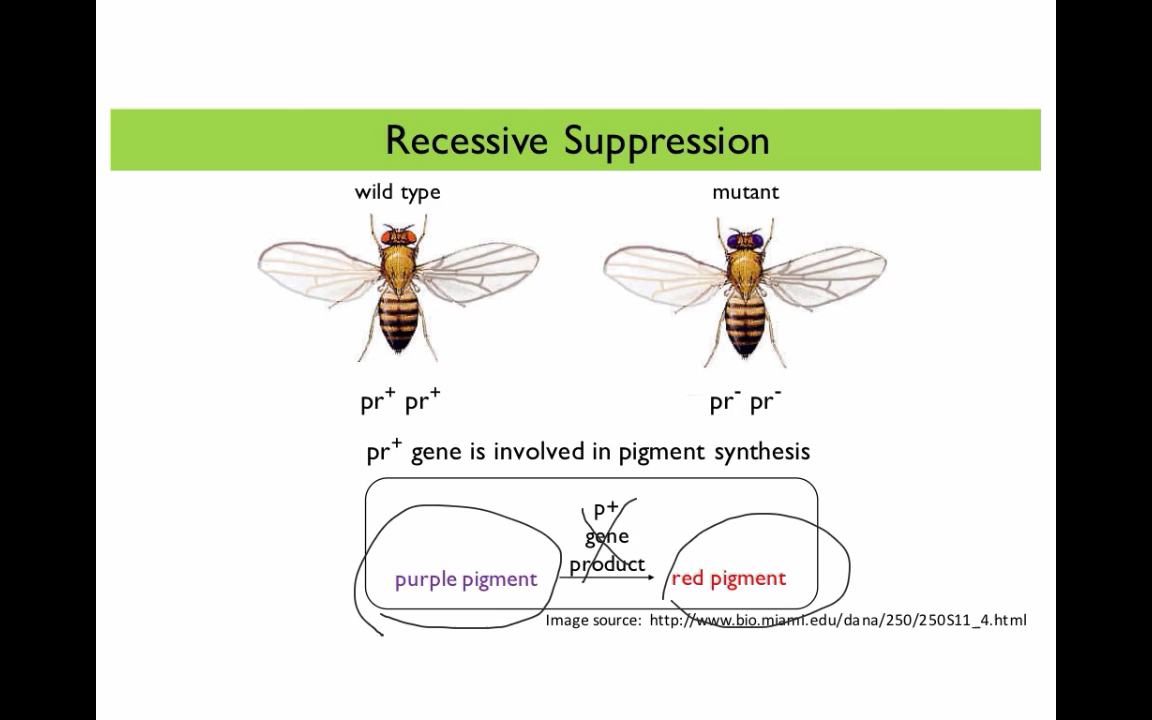 Recessive Suppression
wild type
mutant
pr⁺ pr⁺
pr⁻ pr⁻
pr⁺ gene is involved in pigment synthesis
p+
gene
product
purple pigment
red pigment
Image source: http://www.bio.miami.edu/dana/250/250S11_4.html